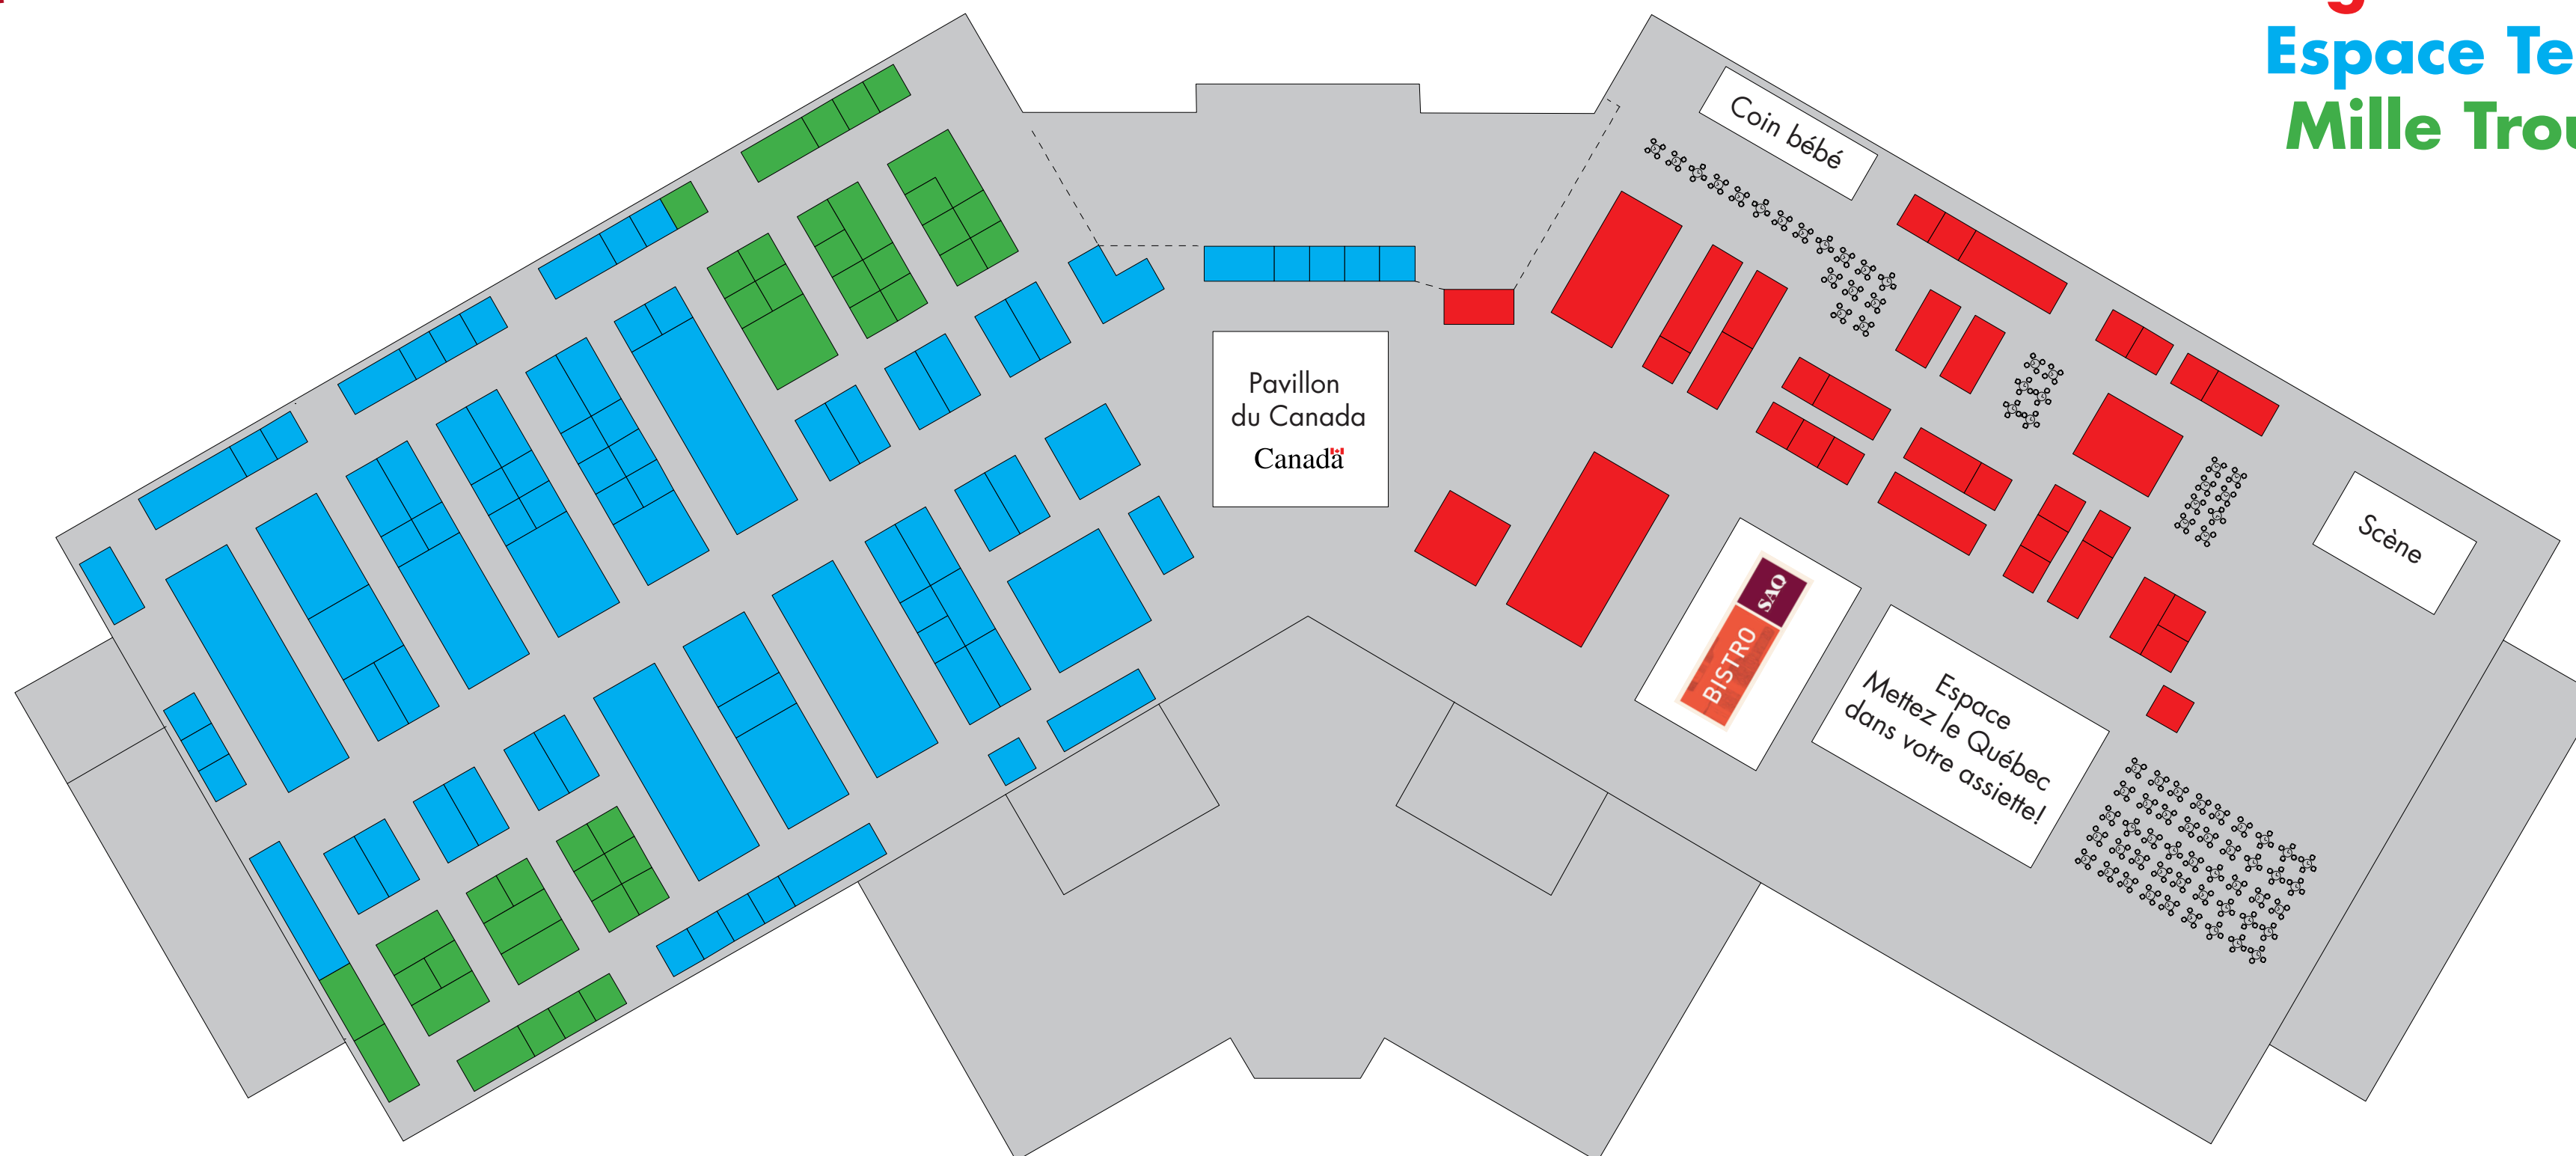 Espace Te
Mille Trou
Coin bébé
Pavillon
du Canada
Canada
Scène
SAQ
BISTRO
Espace
Mettez le Québec
dans votre assiette!